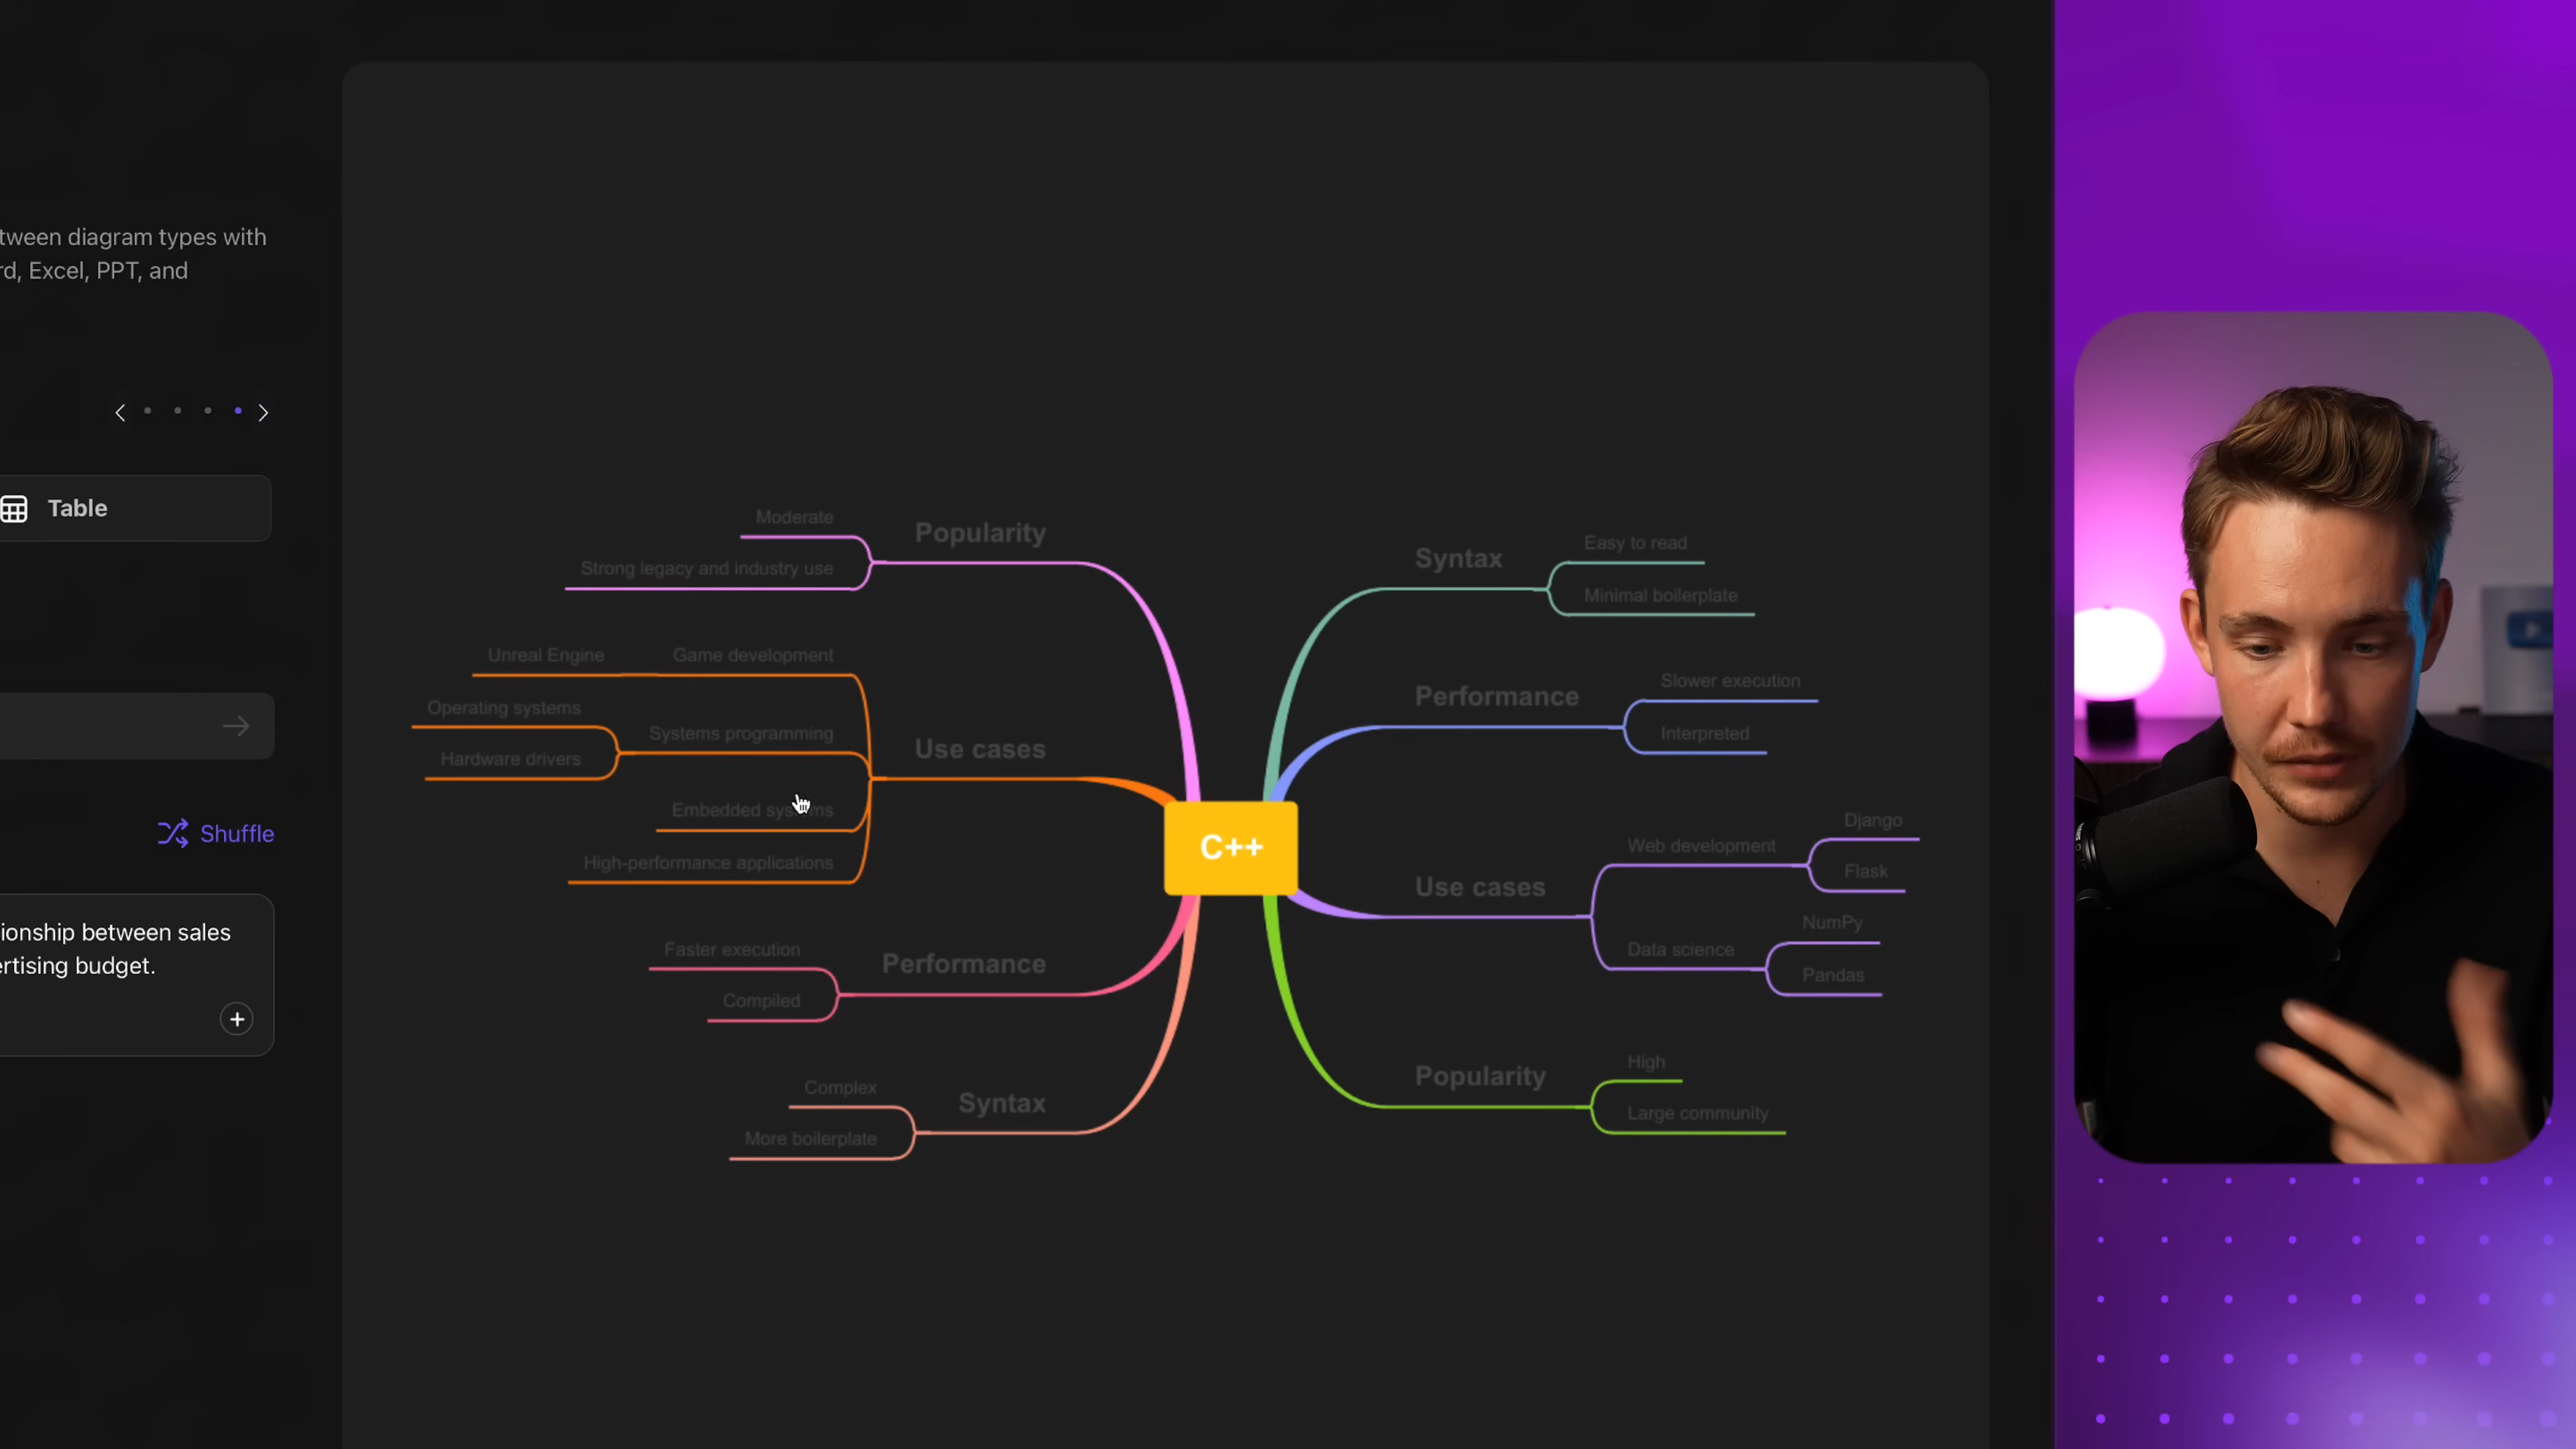 tween diagram types with
rd, Excel, PPT, and
Table
Shuffle
ionship between sales
ertising budget.
Popularity
Moderate
Strong legacy and industry use
Use cases
Game development
Unreal Engine
Systems programming
Operating systems
Hardware drivers
Embedded systems
High-performance applications
Performance
Faster execution
Compiled
Syntax
Complex
More boilerplate
C++
Syntax
Easy to read
Minimal boilerplate
Performance
Slower execution
Interpreted
Use cases
Web development
Django
Flask
Data science
NumPy
Pandas
Popularity
High
Large community